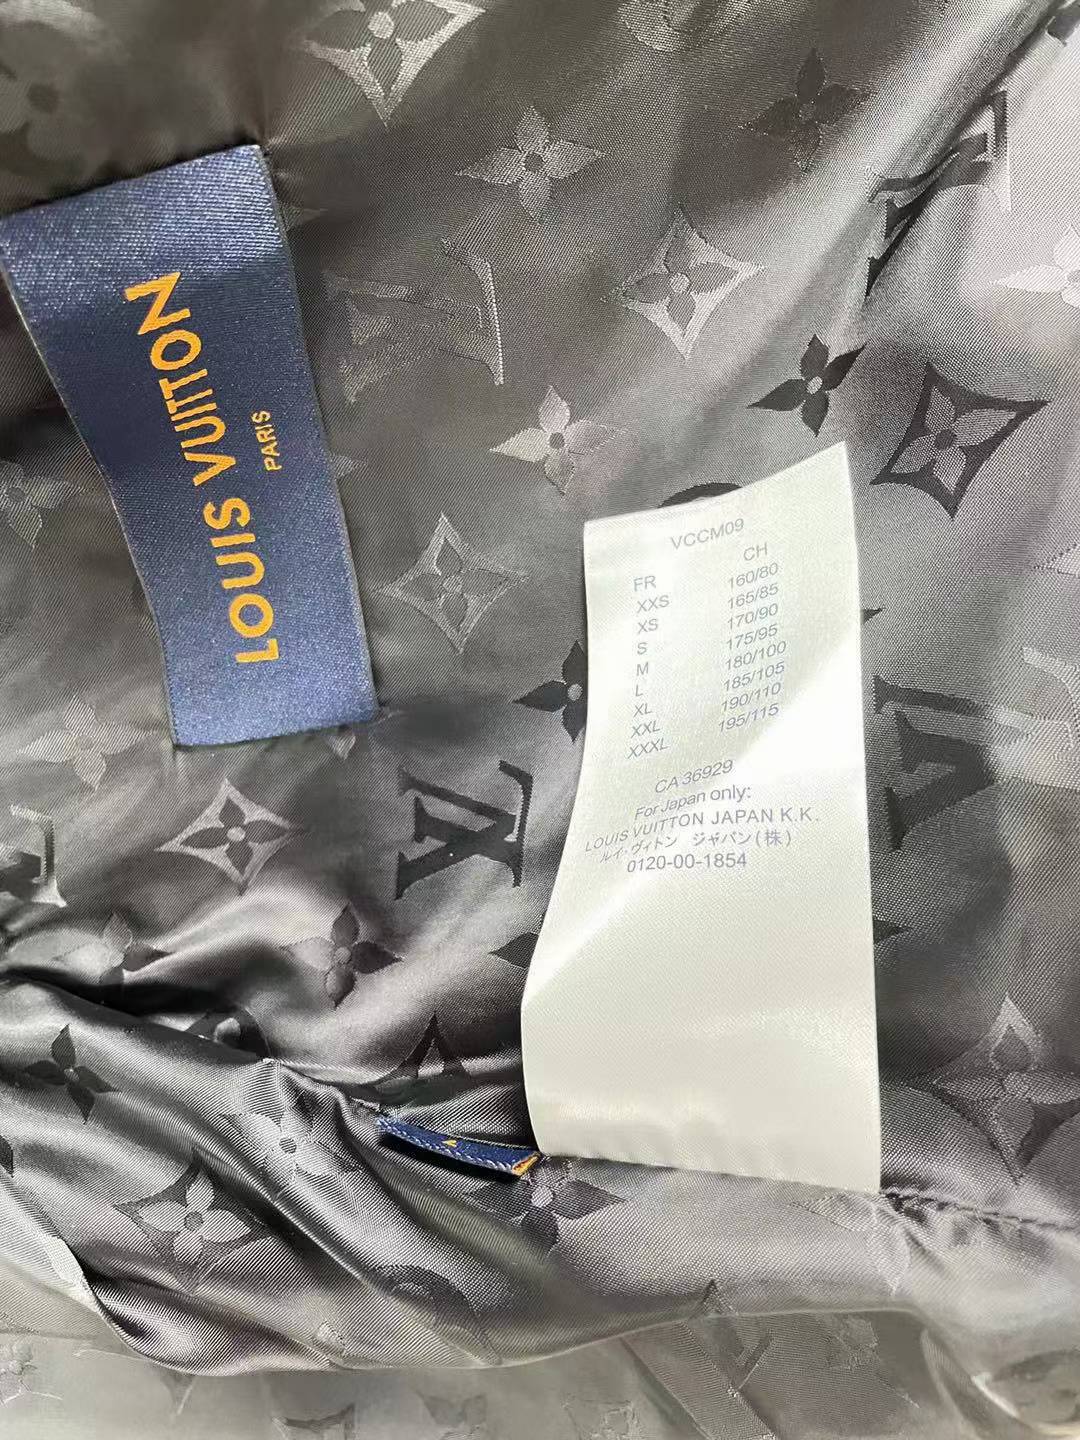 LOUIS VUITTON
PARIS
VCCM09
FR CH
XXS 160/80
XS 165/85
S 170/90
M 175/95
L 180/100
XL 185/105
XXL 190/110
XXXL 195/115
CA 36929
For Japan only:
LOUIS VUITTON JAPAN K.K.
ルイ・ヴィトン ジャパン(株)
0120-00-1854